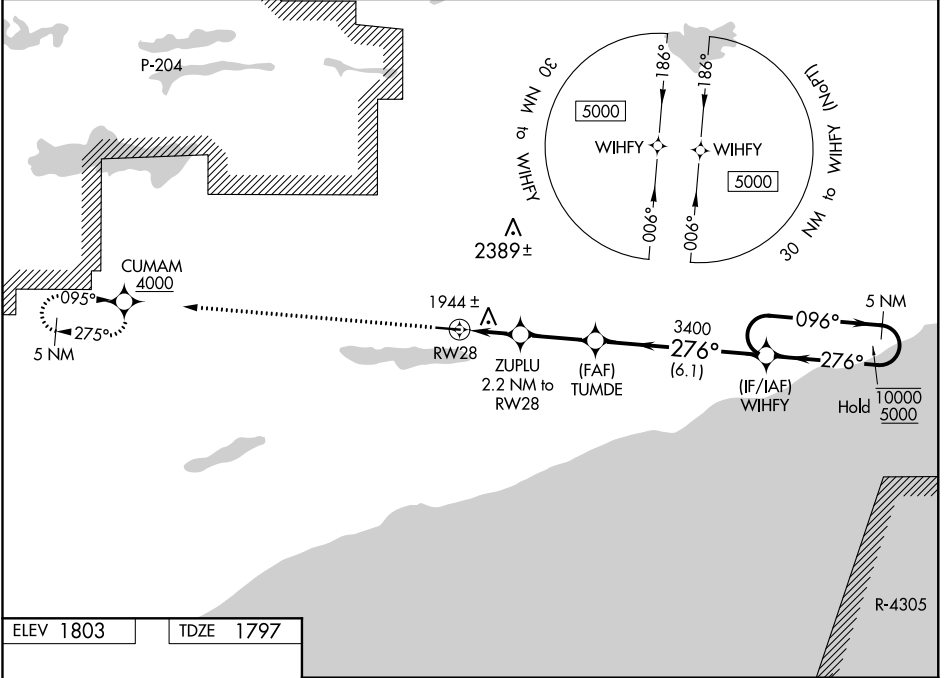 P-204
30 NM to WIHFY
5000
186°
WIHFY
006°
186°
WIHFY
5000
006°
30 NM to WIHFY (NoPT)
2389±
CUMAM
4000
095°
275°
5 NM
1944±
RW28
ZUPLU
2.2 NM to
RW28
(FAF)
TUMDE
3400
276°
(6.1)
(IF/IAF)
WIHFY
5 NM
096°
276°
Hold
10000
5000
R-4305
ELEV 1803
TDZE 1797